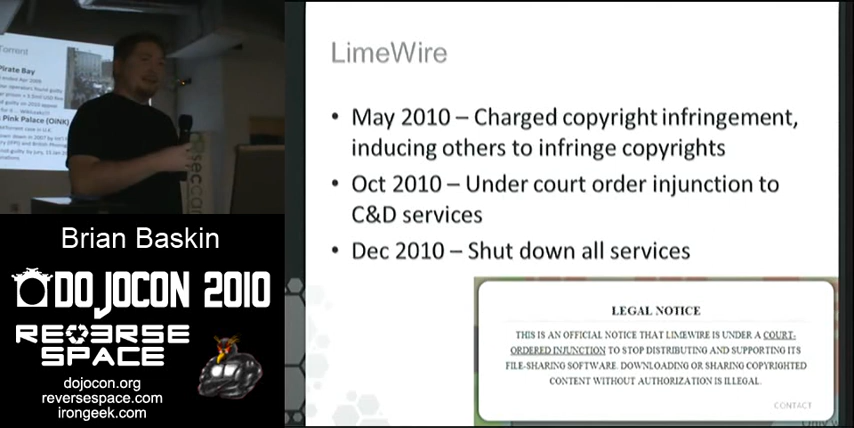 Torrent
Pirate Bay
Pink Palace (OiNK)
seccan
Brian Baskin
DOJOCON 2010
REVERSE
SPACE
dojocon.org
reversespace.com
irongeek.com
LimeWire
• May 2010 – Charged copyright infringement,
inducing others to infringe copyrights
• Oct 2010 – Under court order injunction to
C&D services
• Dec 2010 – Shut down all services
LEGAL NOTICE
THIS IS AN OFFICIAL NOTICE THAT LIMEWIRE IS UNDER A COURT-
ORDERED INJUNCTION TO STOP DISTRIBUTING AND SUPPORTING ITS
FILE-SHARING SOFTWARE. DOWNLOADING OR SHARING COPYRIGHTED
CONTENT WITHOUT AUTHORIZATION IS ILLEGAL.
CONTACT